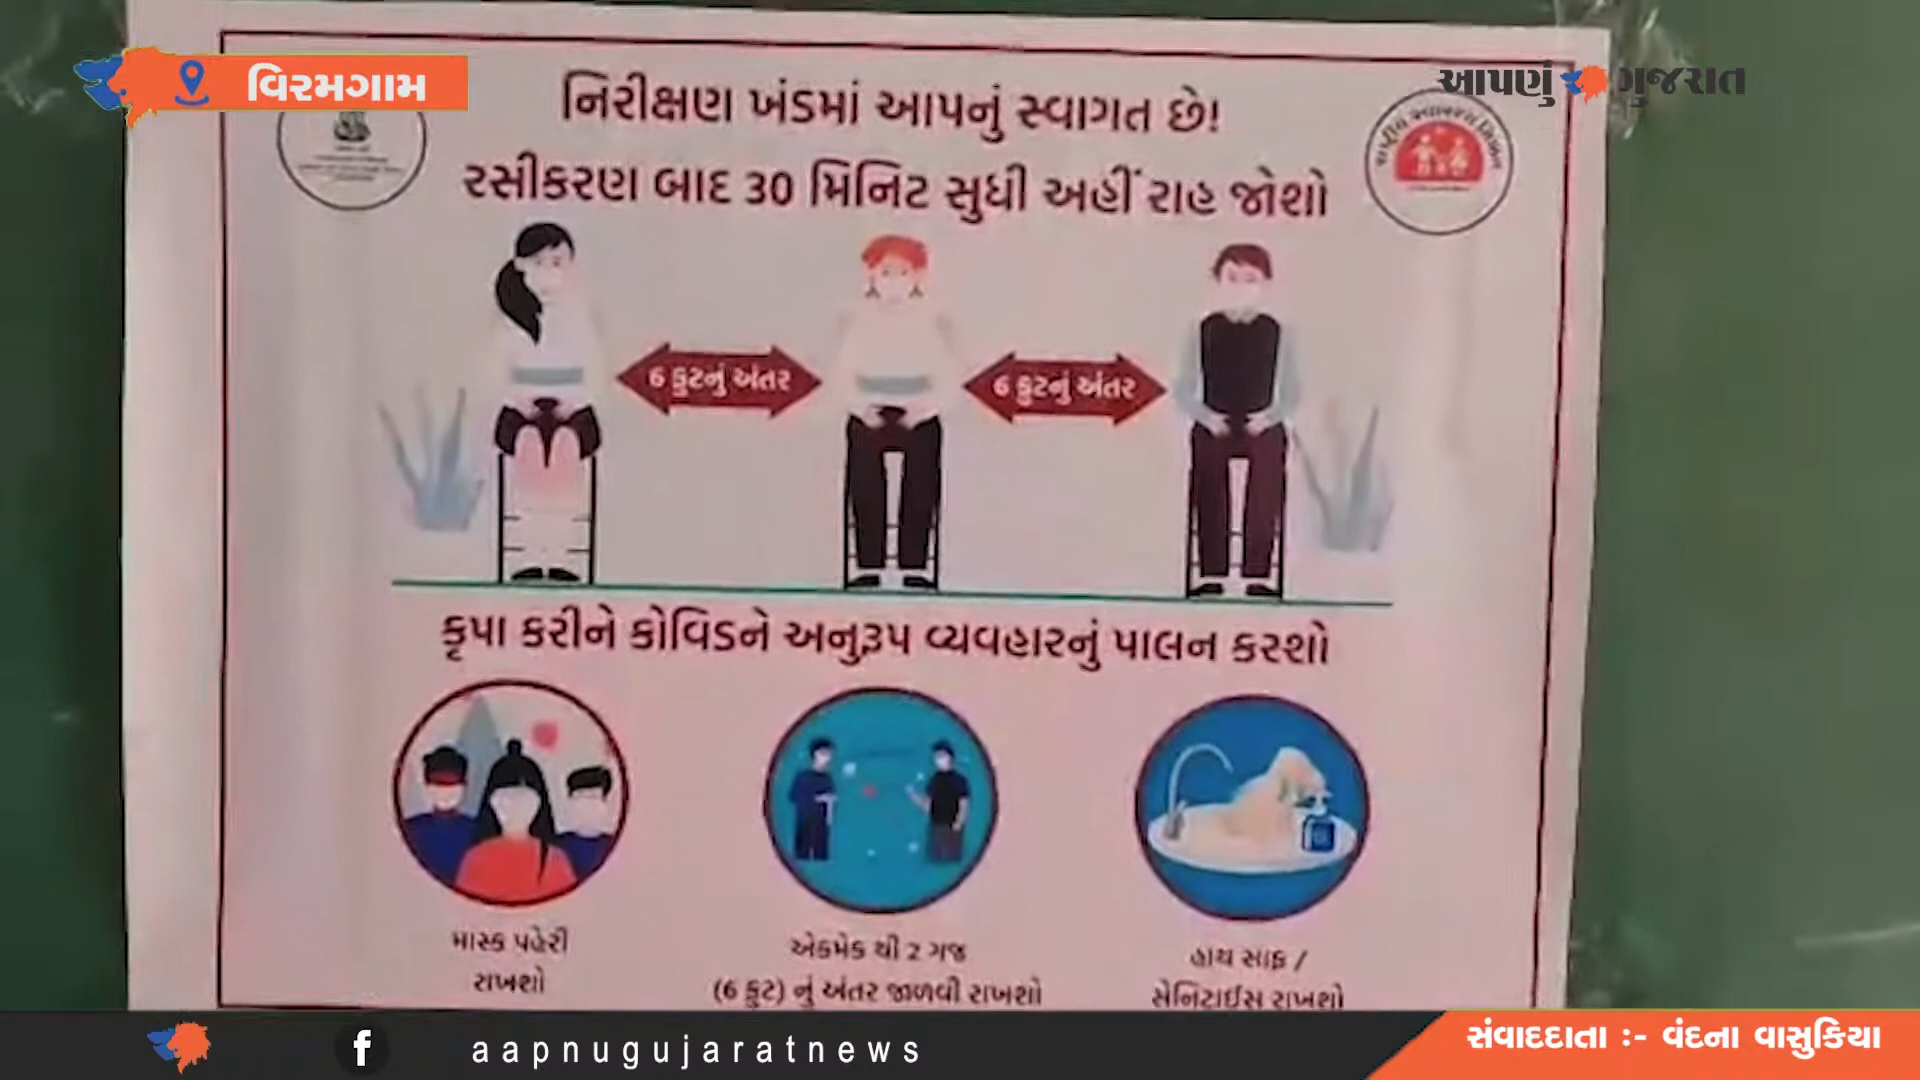 વિરમગામ
આપણું ગુજરાત
નિરીક્ષણ ખંડમાં આપનું સ્વાગત છે!
રસીકરણ બાદ 30 મિનિટ સુધી અહીં રાહ જોશો
6 ફુટનું અંતર
6 ફુટનું અંતર
કૃપા કરીને કોવિડને અનુરૂપ વ્યવહારનું પાલન કરશો
માસ્ક પહેરી
રાખશો
એકમેક થી 2 ગજ
(6 ફુટ) નું અંતર જાળવી રાખશો
હાથ સાફ /
સેનિટાઈસ રાખશો
aapnugujaratnews
સંવાદદાતા :- વંદના વાસુકિયા